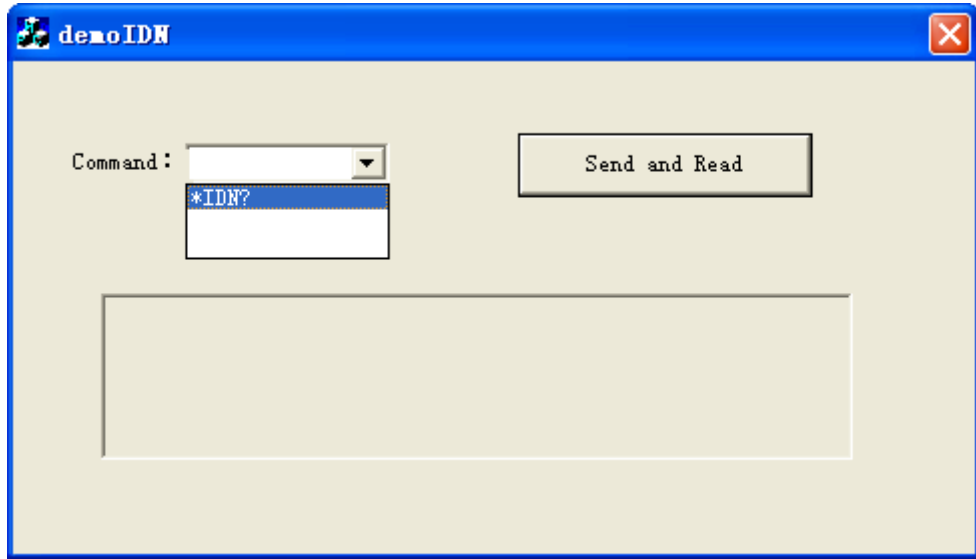 demoIDN
Command：
Send and Read
*IDN?